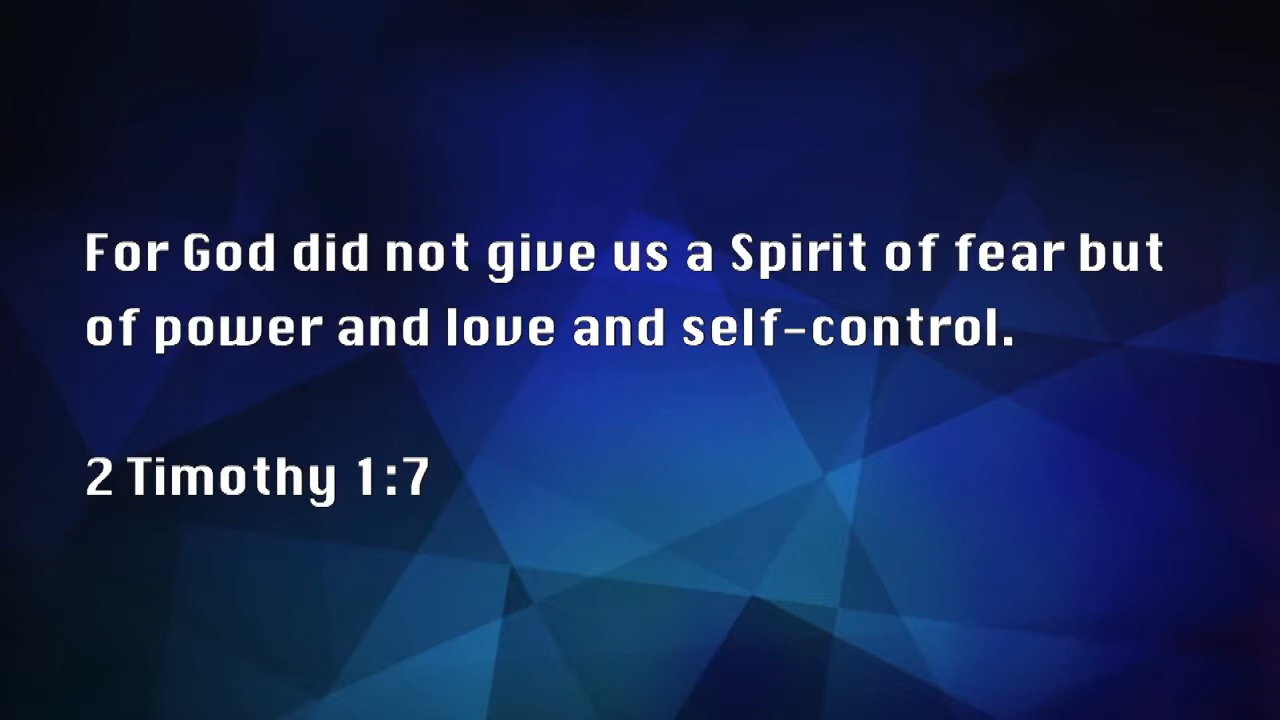 For God did not give us a Spirit of fear but
of power and love and self-control.
2 Timothy 1:7